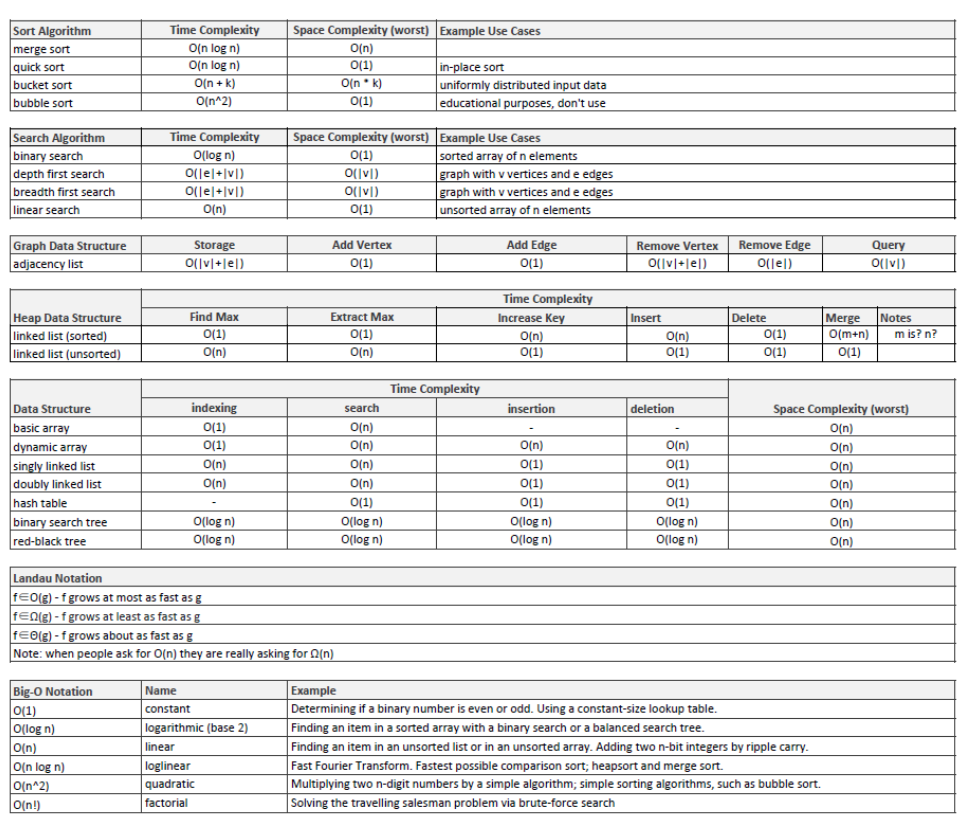 Sort Algorithm Time Complexity Space Complexity (worst) Example Use Cases
merge sort O(n log n) O(n)
quick sort O(n log n) O(1) in-place sort
bucket sort O(n + k) O(n * k) uniformly distributed input data
bubble sort O(n^2) O(1) educational purposes, don't use
Search Algorithm Time Complexity Space Complexity (worst) Example Use Cases
binary search O(log n) O(1) sorted array of n elements
depth first search O(|e|+|v|) O(|v|) graph with v vertices and e edges
breadth first search O(|e|+|v|) O(|v|) graph with v vertices and e edges
linear search O(n) O(1) unsorted array of n elements
Graph Data Structure Storage Add Vertex Add Edge Remove Vertex Remove Edge Query
adjacency list O(|v|+|e|) O(1) O(1) O(|v|+|e|) O(|e|) O(|v|)
Time Complexity
Heap Data Structure Find Max Extract Max Increase Key Insert Delete Merge Notes
linked list (sorted) O(1) O(1) O(n) O(n) O(1) O(m+n) m is? n?
linked list (unsorted) O(n) O(n) O(1) O(1) O(1) O(1)
Time Complexity
Data Structure indexing search insertion deletion Space Complexity (worst)
basic array O(1) O(n) - - O(n)
dynamic array O(1) O(n) O(n) O(n) O(n)
singly linked list O(n) O(n) O(1) O(1) O(n)
doubly linked list O(n) O(n) O(1) O(1) O(n)
hash table - O(1) O(1) O(1) O(n)
binary search tree O(log n) O(log n) O(log n) O(log n) O(n)
red-black tree O(log n) O(log n) O(log n) O(log n) O(n)
Landau Notation
f∈O(g) - f grows at most as fast as g
f∈Ω(g) - f grows at least as fast as g
f∈Θ(g) - f grows about as fast as g
Note: when people ask for O(n) they are really asking for Ω(n)
Big-O Notation Name Example
O(1) constant Determining if a binary number is even or odd. Using a constant-size lookup table.
O(log n) logarithmic (base 2) Finding an item in a sorted array with a binary search or a balanced search tree.
O(n) linear Finding an item in an unsorted list or in an unsorted array. Adding two n-bit integers by ripple carry.
O(n log n) loglinear Fast Fourier Transform. Fastest possible comparison sort; heapsort and merge sort.
O(n^2) quadratic Multiplying two n-digit numbers by a simple algorithm; simple sorting algorithms, such as bubble sort.
O(n!) factorial Solving the travelling salesman problem via brute-force search